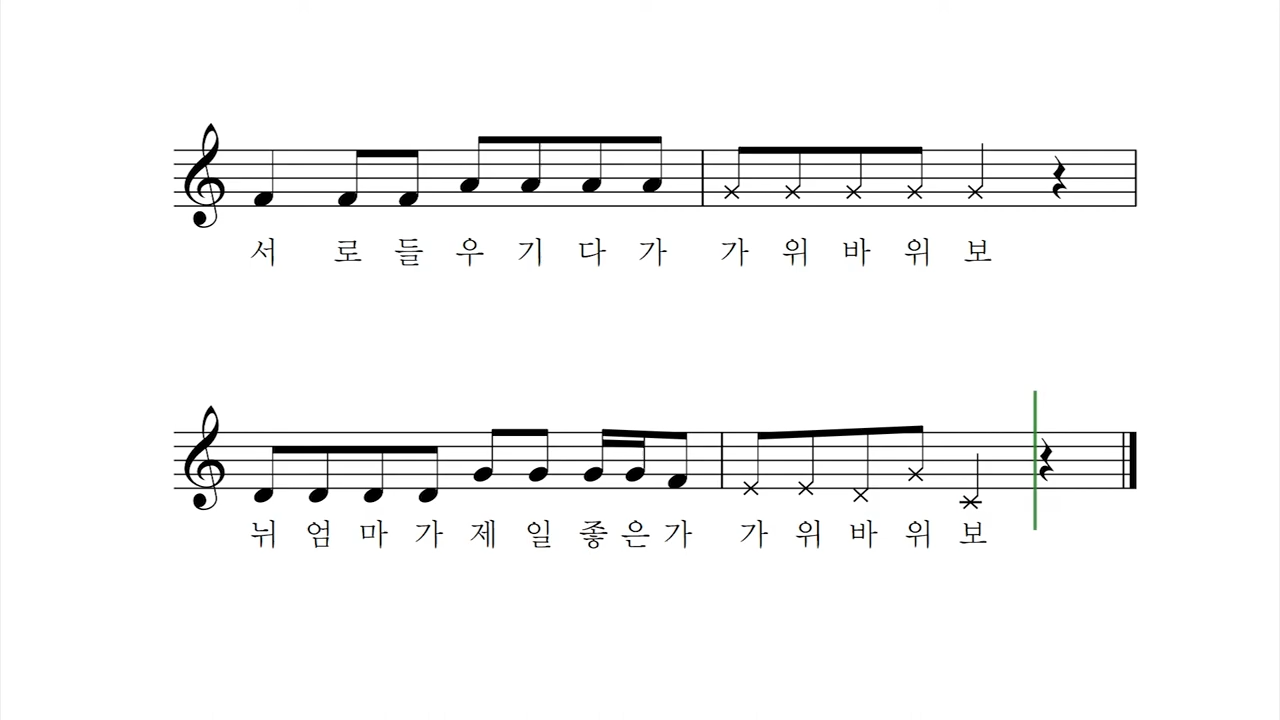 서 로 들 우 기 다 가 가 위 바 위 보
뉘 엄 마 가 제 일 좋 은 가 가 위 바 위 보